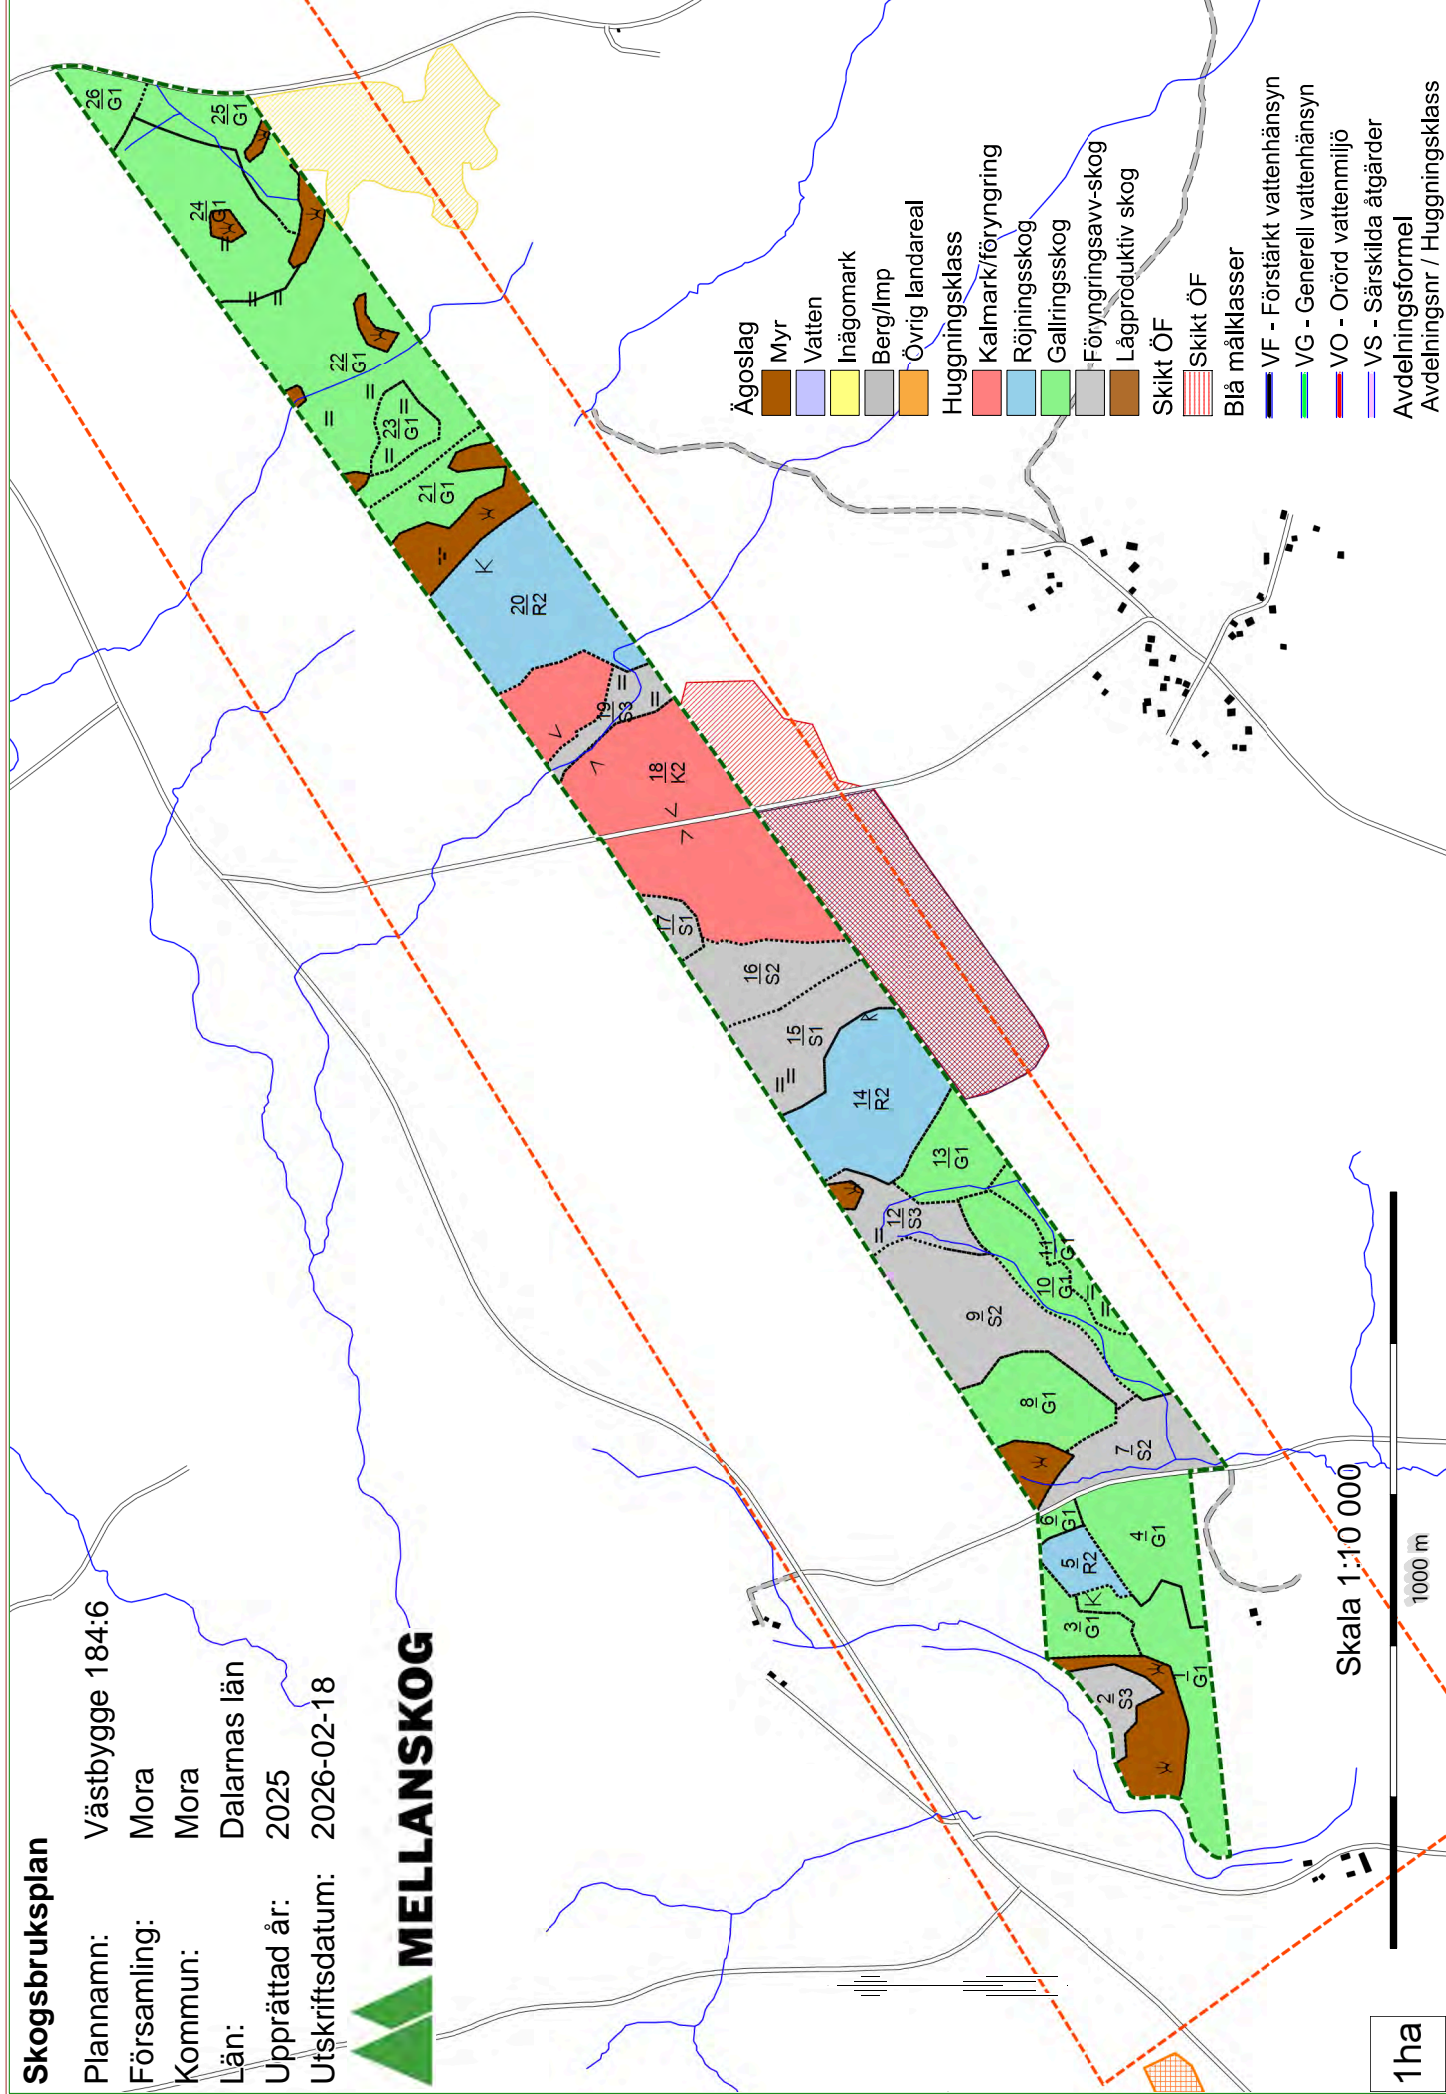 Skogsbruksplan
Plannamn: Västbygge 184:6
Församling: Mora
Kommun: Mora
Län: Dalarnas län
Upprättad år: 2025
Utskriftsdatum: 2026-02-18
MELLANSKOG
1
G1
2
S3
3
G1
K
4
G1
5
R2
6
G1
7
S2
8
G1
9
S2
10
G1
11
G1
12
S3
13
G1
14
R2
K
15
S1
16
S2
17
S1
18
K2
19
S3
20
R2
K
21
G1
22
G1
23
G1
24
G1
25
G1
26
G1
Ägoslag
Myr
Vatten
Inägomark
Berg/Imp
Övrig landareal
Huggningsklass
Kalmark/föryngring
Röjningsskog
Gallringsskog
Föryngringsavv-skog
Lågproduktiv skog
Skikt ÖF
Skikt ÖF
Blå målklasser
VF - Förstärkt vattenhänsyn
VG - Generell vattenhänsyn
VO - Orörd vattenmiljö
VS - Särskilda åtgärder
Avdelningsformel
Avdelningsnr / Huggningsklass
Skala 1:10 000
1000 m
1ha